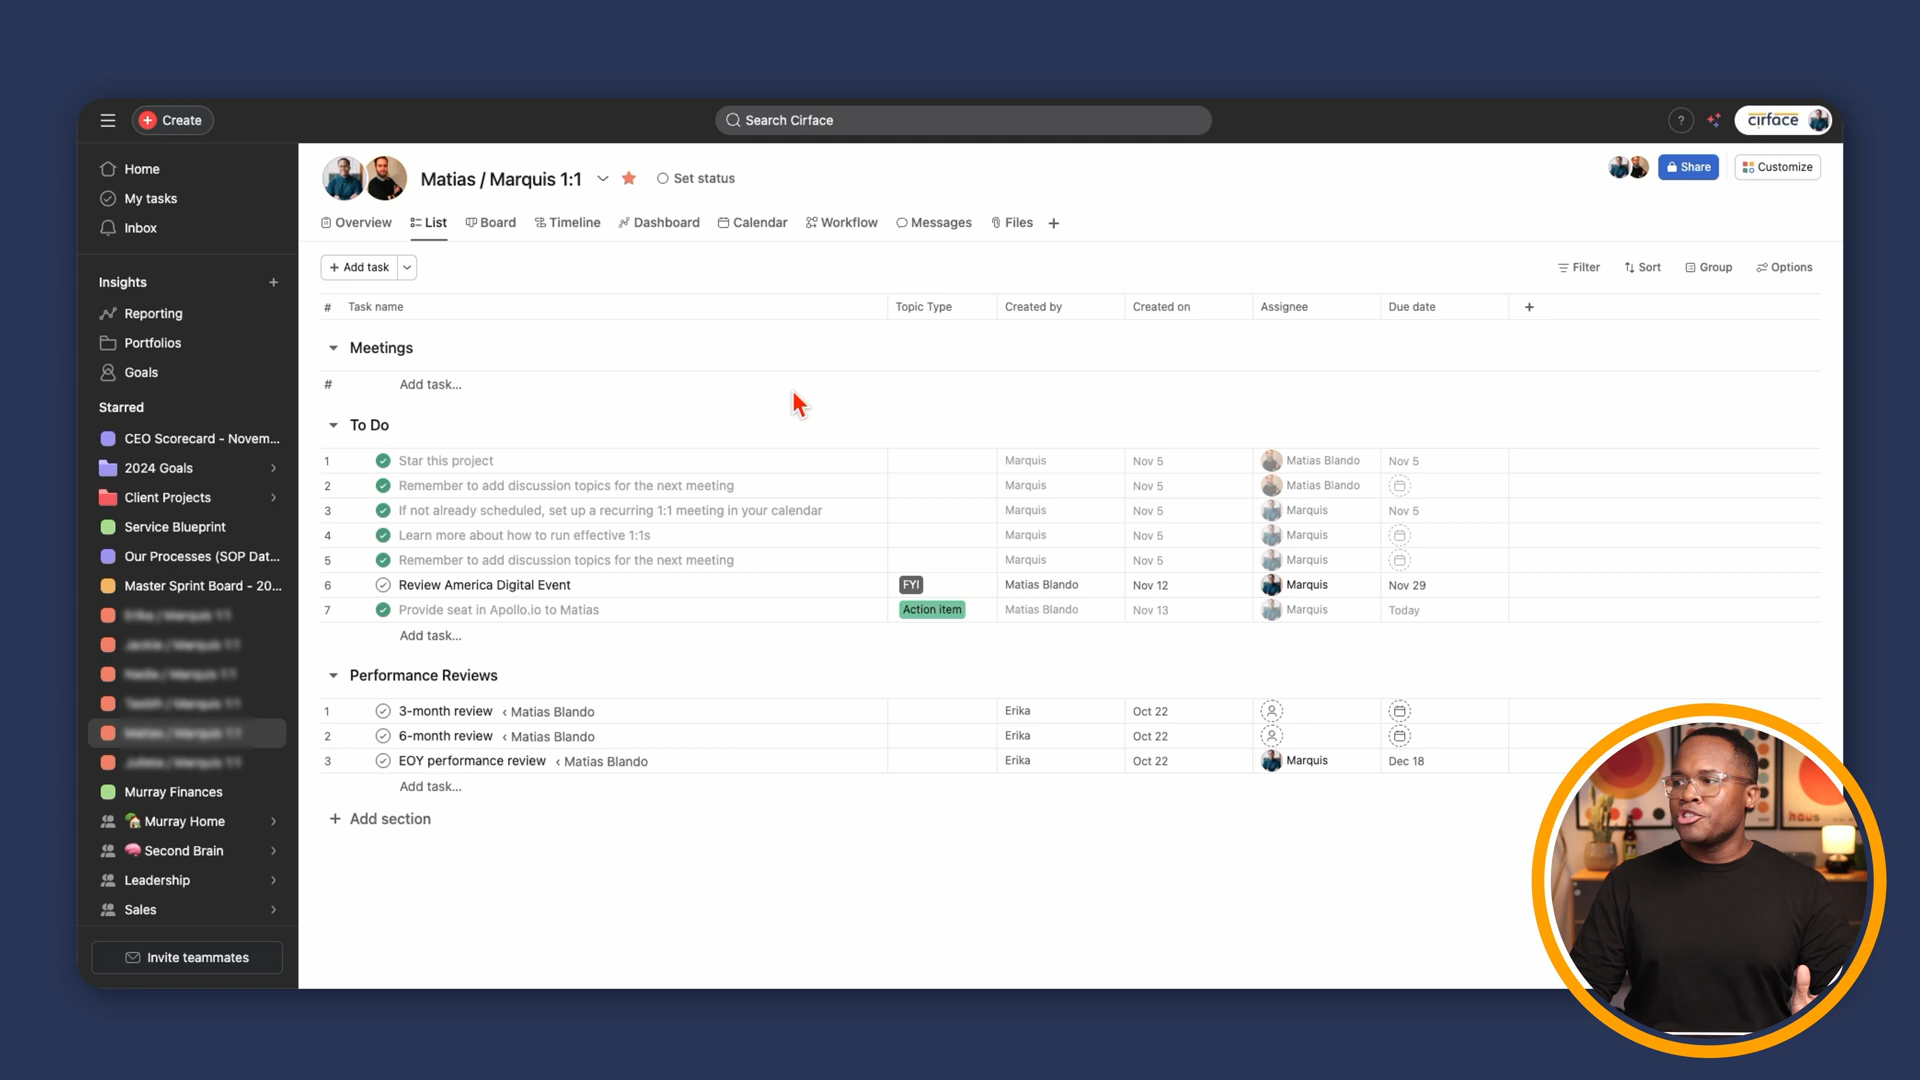 Create
Search Cirface
?
cirface
Home
My tasks
Inbox
Insights
Reporting
Portfolios
Goals
Starred
CEO Scorecard - Novem...
2024 Goals
Client Projects
Service Blueprint
Our Processes (SOP Dat...
Master Sprint Board - 20...
Murray Finances
Murray Home
Second Brain
Leadership
Sales
Invite teammates
Matias / Marquis 1:1
Set status
Share
Customize
Overview
List
Board
Timeline
Dashboard
Calendar
Workflow
Messages
Files
+
+ Add task
Filter
Sort
Group
Options
# Task name Topic Type Created by Created on Assignee Due date +
Meetings
# Add task...
To Do
1 Star this project Marquis Nov 5 Matias Blando Nov 5
2 Remember to add discussion topics for the next meeting Marquis Nov 5 Matias Blando
3 If not already scheduled, set up a recurring 1:1 meeting in your calendar Marquis Nov 5 Marquis Nov 5
4 Learn more about how to run effective 1:1s Marquis Nov 5 Marquis
5 Remember to add discussion topics for the next meeting Marquis Nov 5 Marquis
6 Review America Digital Event FYI Matias Blando Nov 12 Marquis Nov 29
7 Provide seat in Apollo.io to Matias Action item Matias Blando Nov 13 Marquis Today
Add task...
Performance Reviews
1 3-month review ‹ Matias Blando Erika Oct 22
2 6-month review ‹ Matias Blando Erika Oct 22
3 EOY performance review ‹ Matias Blando Erika Oct 22 Marquis Dec 18
Add task...
+ Add section
haus